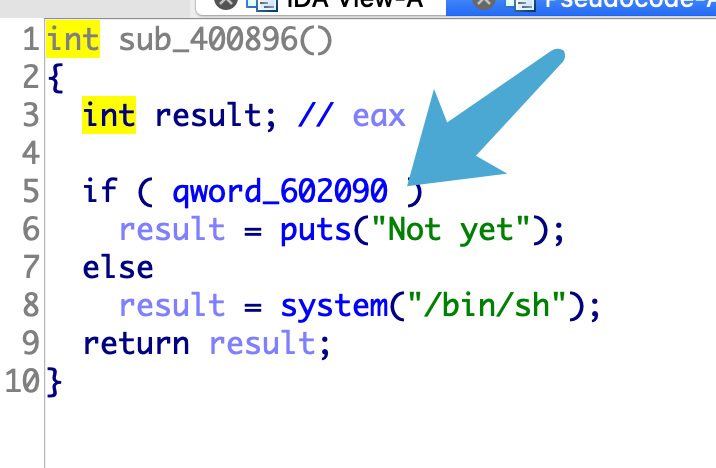 IDA View-A Pseudocode-A
1 int sub_400896()
2 {
3   int result; // eax
4
5   if ( qword_602090 )
6     result = puts("Not yet");
7   else
8     result = system("/bin/sh");
9   return result;
10 }